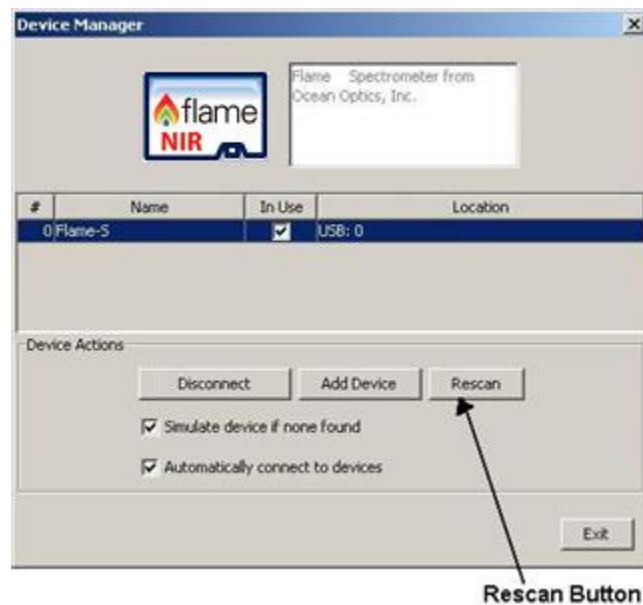 Device Manager
flame
NIR
Flame Spectrometer from
Ocean Optics, Inc.
# Name In Use Location
0 Flame-S USB: 0
Device Actions
Disconnect Add Device Rescan
Simulate device if none found
Automatically connect to devices
Exit
Rescan Button